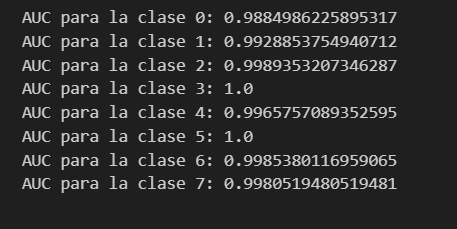 AUC para la clase 0: 0.9884986225895317
AUC para la clase 1: 0.9928853754940712
AUC para la clase 2: 0.9989353207346287
AUC para la clase 3: 1.0
AUC para la clase 4: 0.9965757089352595
AUC para la clase 5: 1.0
AUC para la clase 6: 0.9985380116959065
AUC para la clase 7: 0.9980519480519481